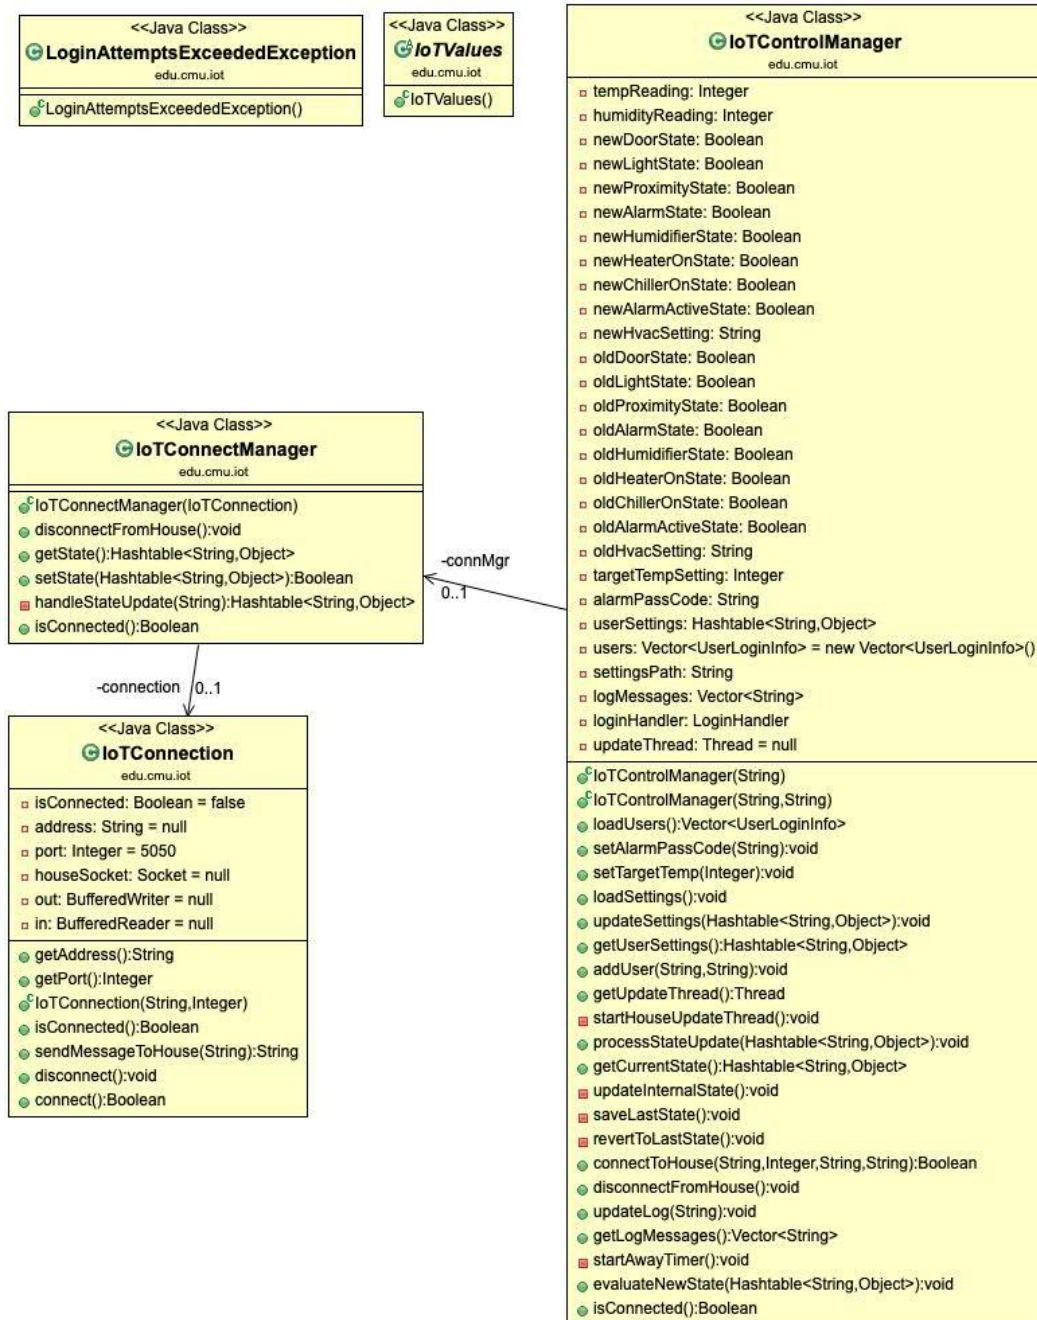 <<Java Class>>
LoginAttemptsExceededException
edu.cmu.iot
LoginAttemptsExceededException()
<<Java Class>>
IoTValues
edu.cmu.iot
IoTValues()
<<Java Class>>
IoTControlManager
edu.cmu.iot
tempReading: Integer
humidityReading: Integer
newDoorState: Boolean
newLightState: Boolean
newProximityState: Boolean
newAlarmState: Boolean
newHumidifierState: Boolean
newHeaterOnState: Boolean
newChillerOnState: Boolean
newAlarmActiveState: Boolean
newHvacSetting: String
oldDoorState: Boolean
oldLightState: Boolean
oldProximityState: Boolean
oldAlarmState: Boolean
oldHumidifierState: Boolean
oldHeaterOnState: Boolean
oldChillerOnState: Boolean
oldAlarmActiveState: Boolean
oldHvacSetting: String
targetTempSetting: Integer
alarmPassCode: String
userSettings: Hashtable<String,Object>
users: Vector<UserLoginInfo> = new Vector<UserLoginInfo>()
settingsPath: String
logMessages: Vector<String>
loginHandler: LoginHandler
updateThread: Thread = null
IoTControlManager(String)
IoTControlManager(String,String)
loadUsers():Vector<UserLoginInfo>
setAlarmPassCode(String):void
setTargetTemp(Integer):void
loadSettings():void
updateSettings(Hashtable<String,Object>):void
getUserSettings():Hashtable<String,Object>
addUser(String,String):void
getUpdateThread():Thread
startHouseUpdateThread():void
processStateUpdate(Hashtable<String,Object>):void
getCurrentState():Hashtable<String,Object>
updateInternalState():void
saveLastState():void
revertToLastState():void
connectToHouse(String,Integer,String,String):Boolean
disconnectFromHouse():void
updateLog(String):void
getLogMessages():Vector<String>
startAwayTimer():void
evaluateNewState(Hashtable<String,Object>):void
isConnected():Boolean
<<Java Class>>
IoTConnectManager
edu.cmu.iot
IoTConnectManager(IoTConnection)
disconnectFromHouse():void
getState():Hashtable<String,Object>
setState(Hashtable<String,Object>):Boolean
handleStateUpdate(String):Hashtable<String,Object>
isConnected():Boolean
-connMgr
0..1
-connection 0..1
<<Java Class>>
IoTConnection
edu.cmu.iot
isConnected: Boolean = false
address: String = null
port: Integer = 5050
houseSocket: Socket = null
out: BufferedWriter = null
in: BufferedReader = null
getAddress():String
getPort():Integer
IoTConnection(String,Integer)
isConnected():Boolean
sendMessageToHouse(String):String
disconnect():void
connect():Boolean